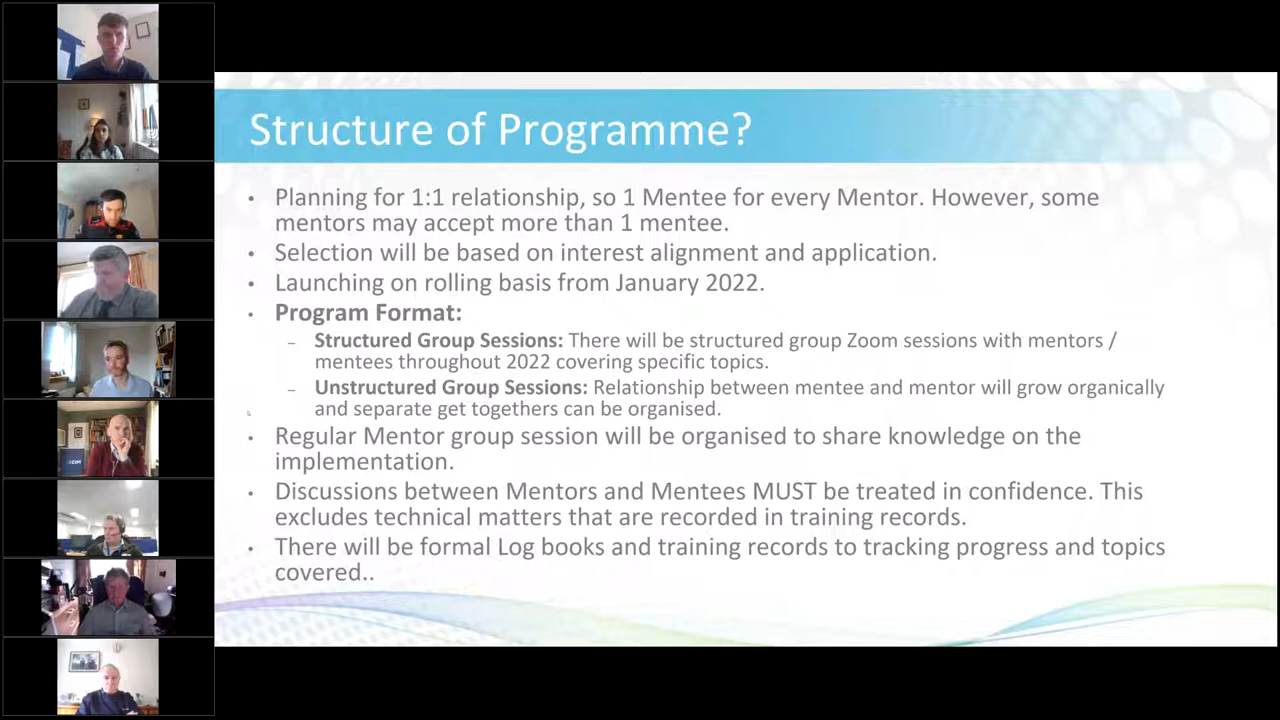 Structure of Programme?
• Planning for 1:1 relationship, so 1 Mentee for every Mentor. However, some
mentors may accept more than 1 mentee.
• Selection will be based on interest alignment and application.
• Launching on rolling basis from January 2022.
• Program Format:
– Structured Group Sessions: There will be structured group Zoom sessions with mentors /
mentees throughout 2022 covering specific topics.
– Unstructured Group Sessions: Relationship between mentee and mentor will grow organically
and separate get togethers can be organised.
• Regular Mentor group session will be organised to share knowledge on the
implementation.
• Discussions between Mentors and Mentees MUST be treated in confidence. This
excludes technical matters that are recorded in training records.
• There will be formal Log books and training records to tracking progress and topics
covered..